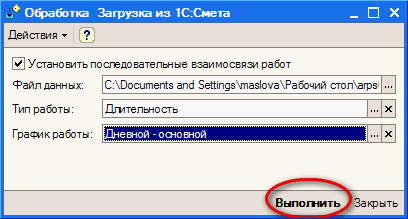 Обработка Загрузка из 1С:Смета
Действия
Установить последовательные взаимосвязи работ
Файл данных: C:\Documents and Settings\maslova\Рабочий стол\arps
Тип работы: Длительность
График работы: Дневной - основной
Выполнить Закрыть